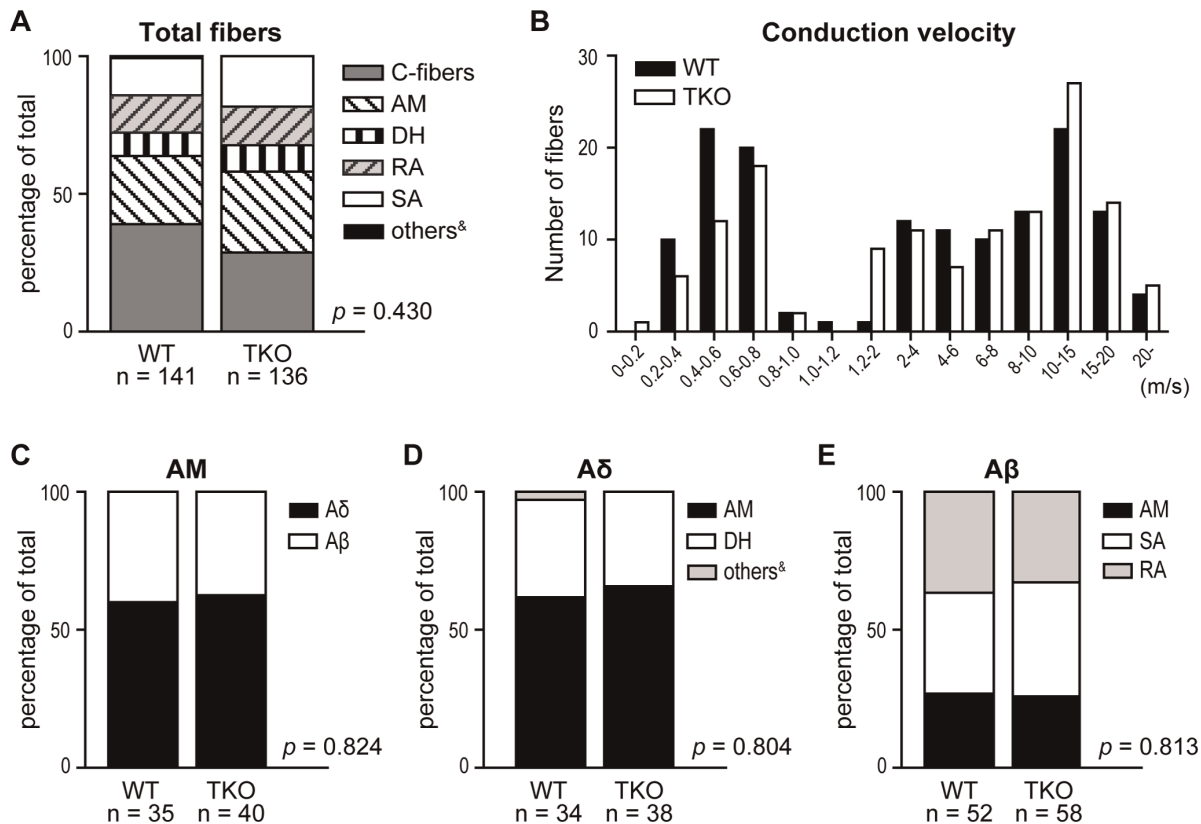 A
Total fibers
percentage of total
100
50
0
C-fibers
AM
DH
RA
SA
others&
p = 0.430
WT
n = 141
TKO
n = 136
B
Conduction velocity
Number of fibers
30
20
10
0
WT
TKO
0-0.2
0.2-0.4
0.4-0.6
0.6-0.8
0.8-1.0
1.0-1.2
1.2-2
2-4
4-6
6-8
8-10
10-15
15-20
20-
(m/s)
C
AM
percentage of total
100
50
0
Aδ
Aβ
p = 0.824
WT
n = 35
TKO
n = 40
D
Aδ
percentage of total
100
50
0
AM
DH
others&
p = 0.804
WT
n = 34
TKO
n = 38
E
Aβ
percentage of total
100
50
0
AM
SA
RA
p = 0.813
WT
n = 52
TKO
n = 58